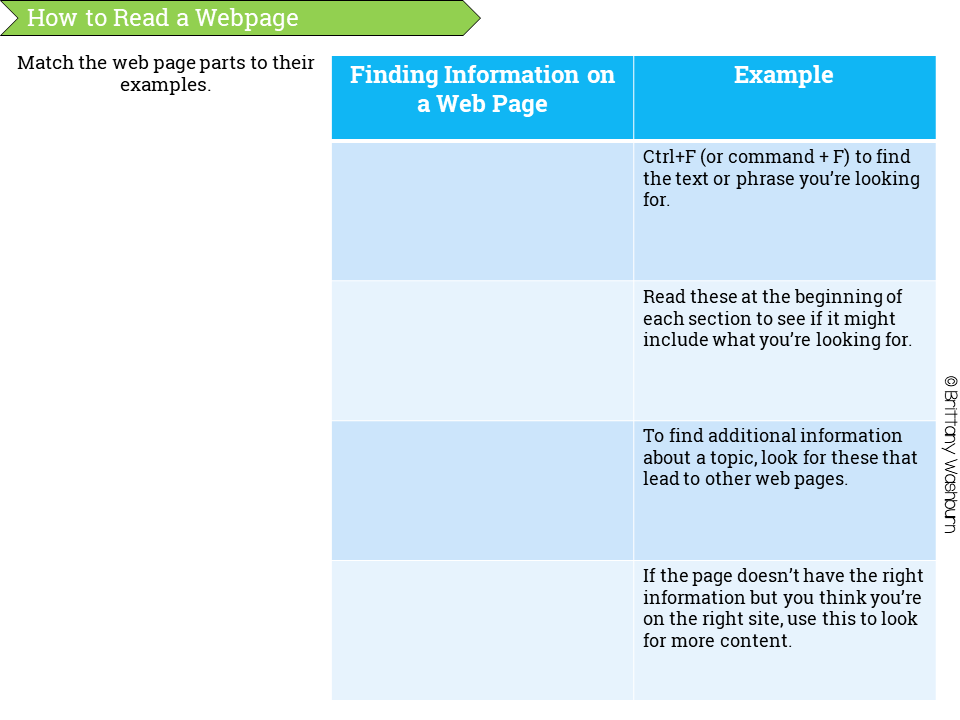 How to Read a Webpage
Match the web page parts to their
examples.
Finding Information on
a Web Page
Example
Ctrl+F (or command + F) to find
the text or phrase you’re looking
for.
Read these at the beginning of
each section to see if it might
include what you’re looking for.
To find additional information
about a topic, look for these that
lead to other web pages.
If the page doesn’t have the right
information but you think you’re
on the right site, use this to look
for more content.
© Brittany Washburn